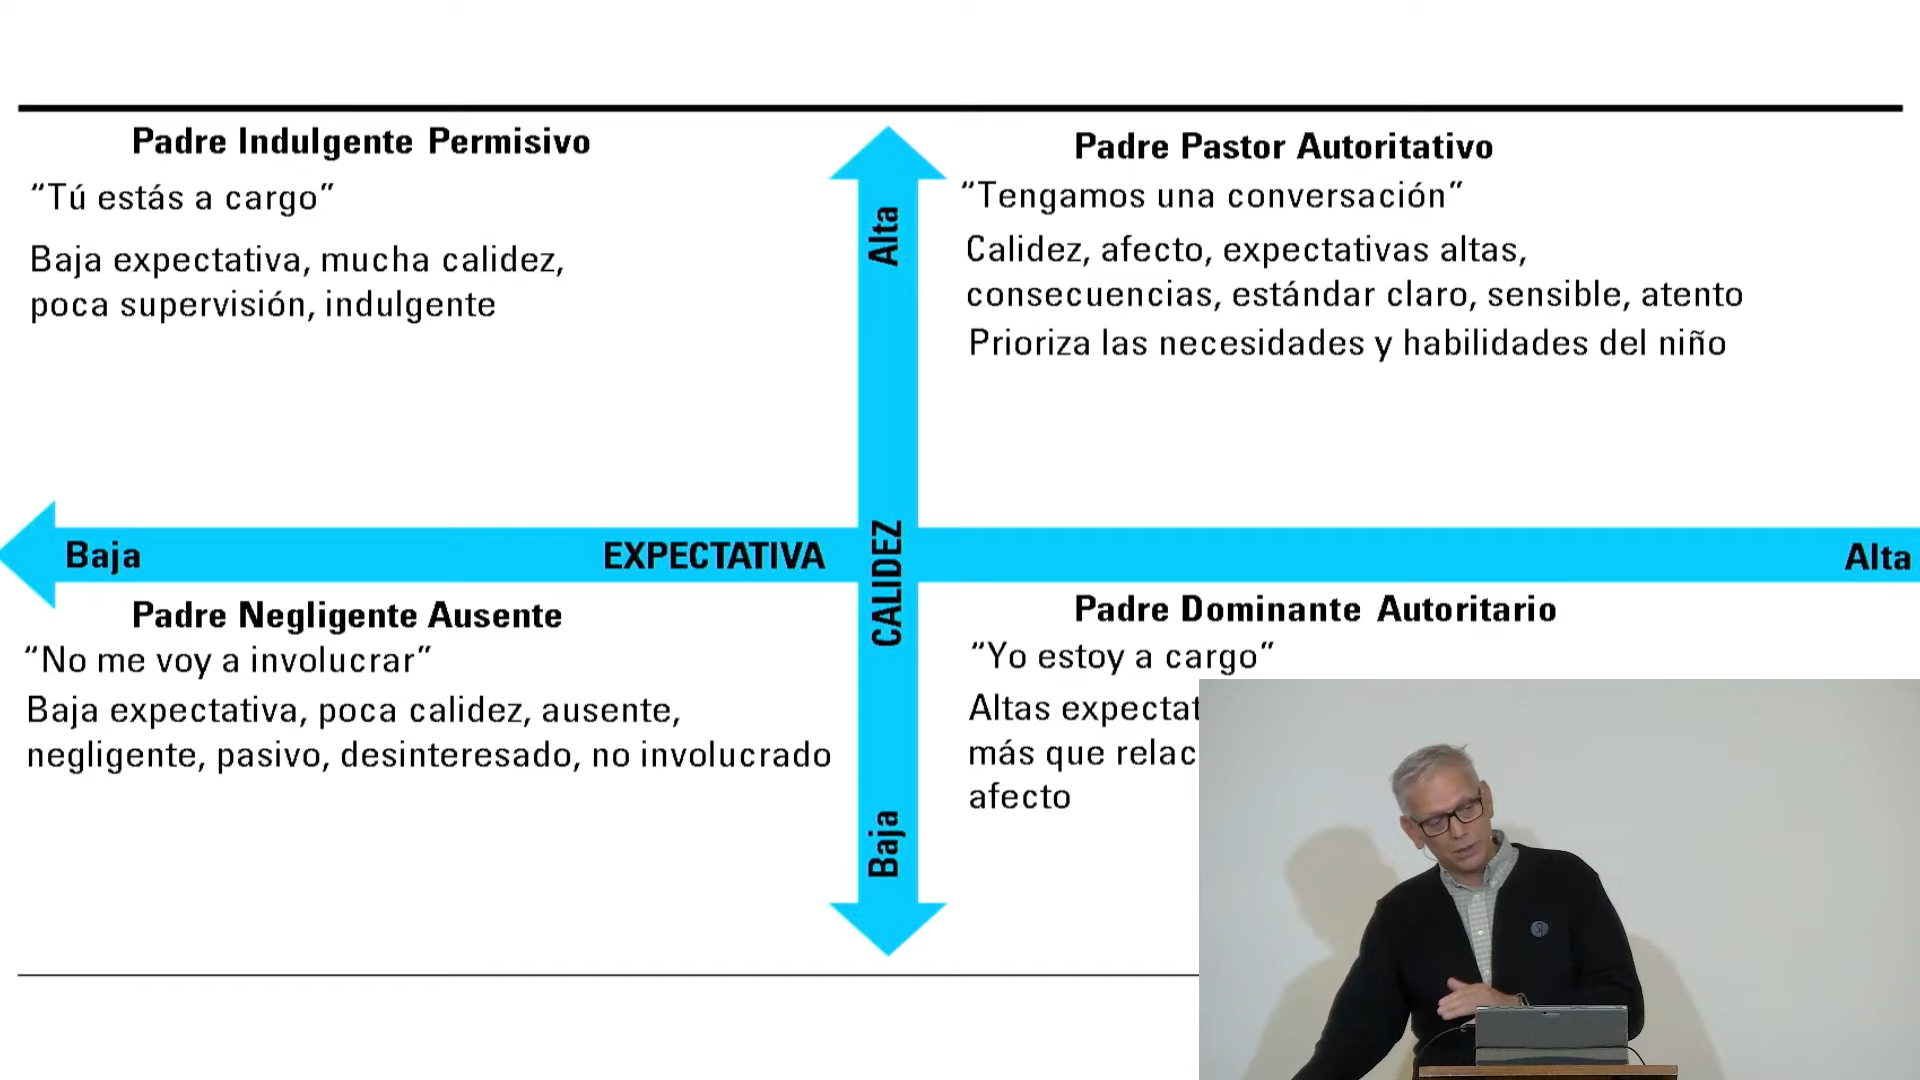 Padre Indulgente Permisivo
“Tú estás a cargo”
Baja expectativa, mucha calidez,
poca supervisión, indulgente
Padre Pastor Autoritativo
“Tengamos una conversación”
Calidez, afecto, expectativas altas,
consecuencias, estándar claro, sensible, atento
Prioriza las necesidades y habilidades del niño
Alta
Baja
EXPECTATIVA
CALIDEZ
Alta
Padre Negligente Ausente
“No me voy a involucrar”
Baja expectativa, poca calidez, ausente,
negligente, pasivo, desinteresado, no involucrado
Baja
Padre Dominante Autoritario
“Yo estoy a cargo”
Altas
más que
afecto